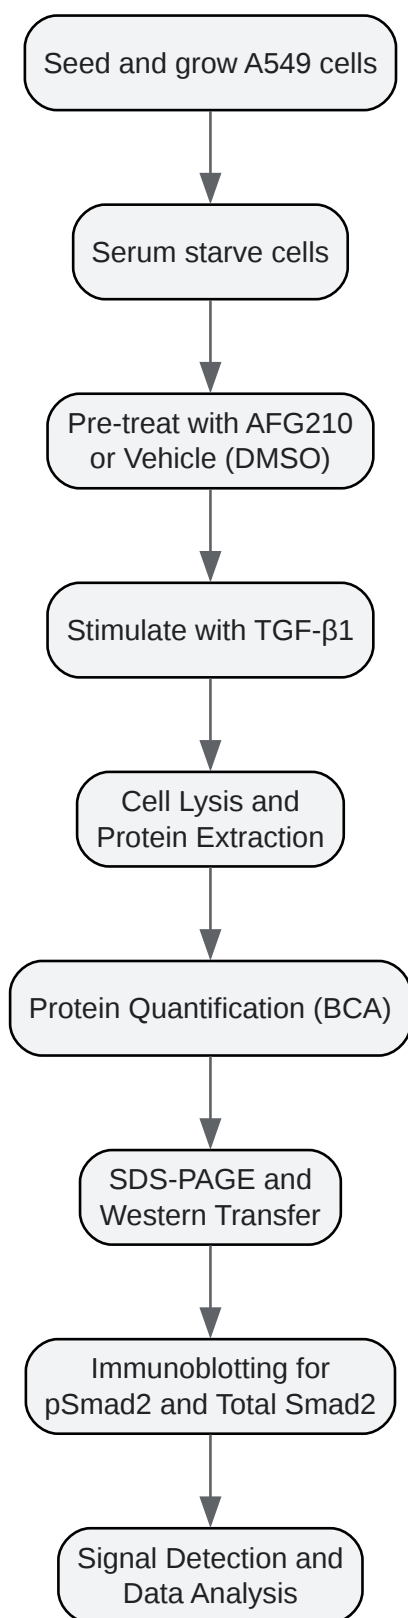 Seed and grow A549 cells
Serum starve cells
Pre-treat with AFG210
or Vehicle (DMSO)
Stimulate with TGF-β1
Cell Lysis and
Protein Extraction
Protein Quantification (BCA)
SDS-PAGE and
Western Transfer
Immunoblotting for
pSmad2 and Total Smad2
Signal Detection and
Data Analysis